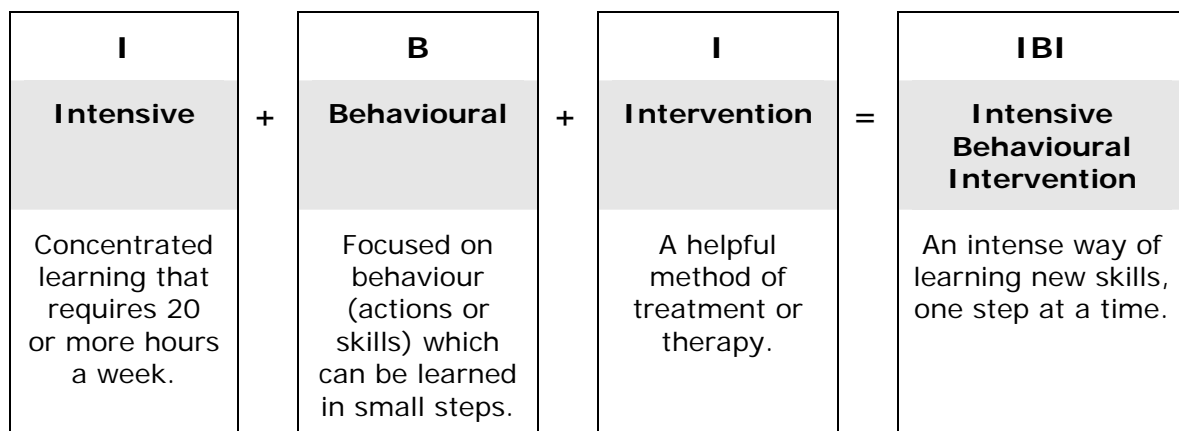 I
Intensive
Concentrated
learning that
requires 20
or more hours
a week.
+
B
Behavioural
Focused on
behaviour
(actions or
skills) which
can be learned
in small steps.
+
I
Intervention
A helpful
method of
treatment or
therapy.
=
IBI
Intensive
Behavioural
Intervention
An intense way of
learning new skills,
one step at a time.